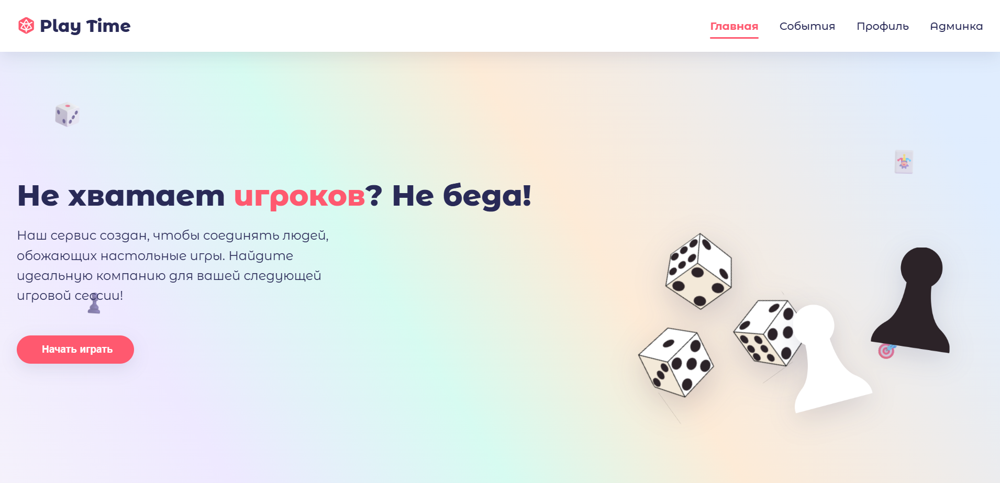 Play Time
Главная
События
Профиль
Админка
Не хватает игроков? Не беда!
Наш сервис создан, чтобы соединять людей,
обожающих настольные игры. Найдите
идеальную компанию для вашей следующей
игровой сессии!
Начать играть